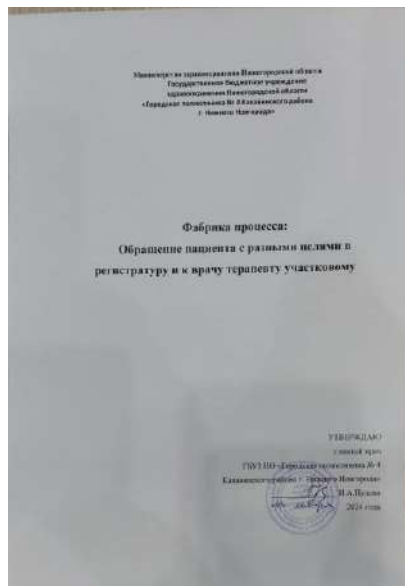 Министерство здравоохранения Нижегородской области
Государственное бюджетное учреждение
здравоохранения Нижегородской области
«Городская поликлиника № 4 Канавинского района
г. Нижнего Новгорода»
Фабрика процесса:
Обращение пациента с разными целями в
регистратуру и к врачу терапевту участковому
УТВЕРЖДАЮ
главный врач
ГБУЗ НО «Городская поликлиника № 4
Канавинского района г. Нижнего Новгорода»
2024 года